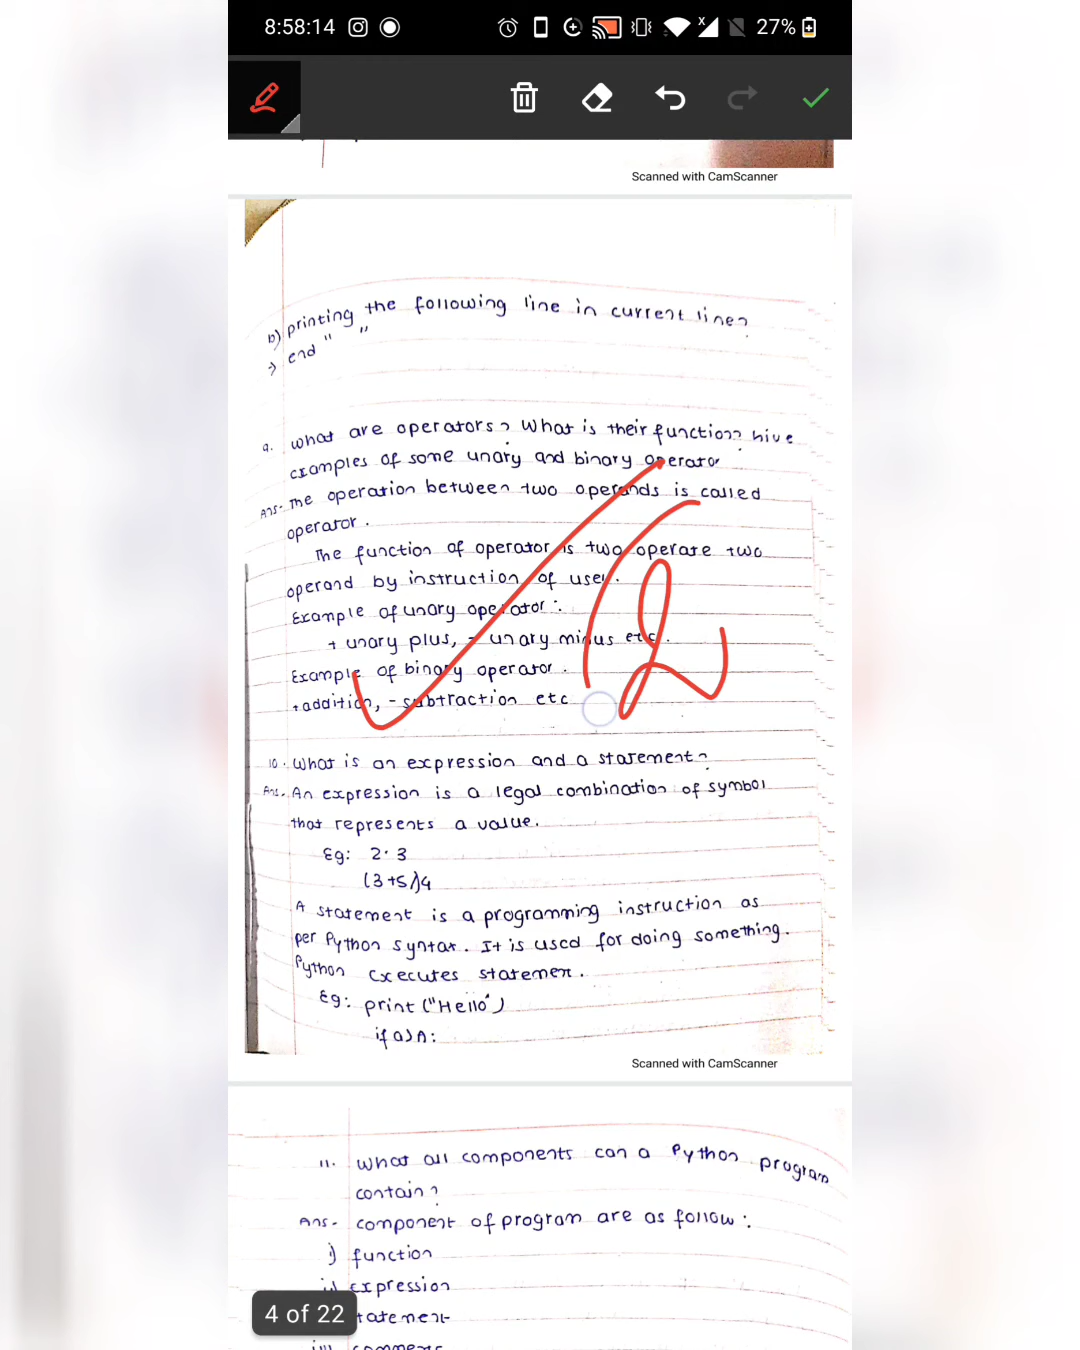 8:58:14 27%
Scanned with CamScanner
b) printing the following line in current line?
→ end " "
9. What are operators? What is their function? hive
examples of some unary and binary operator
Ans- The operation between two operands is called
operator.
The function of operator is two operate two
operand by instruction of user.
Example of unary operator:
+ unary plus, - unary minus etc.
Example of binary operator.
+addition, - subtraction etc
2
10. What is an expression and a statement?
Ans. An expression is a legal combination of symbol
that represents a value.
Eg: 2.3
(3+5)/4
A statement is a programming instruction as
per Python syntax. It is used for doing something.
Python executes statement.
Eg: print ("Hello")
if a>A:
Scanned with CamScanner
11. What all components can a Python program
contain?
Ans- component of program are as follow:
i) function
ii) expression
tatement
4 of 22
iii) comments